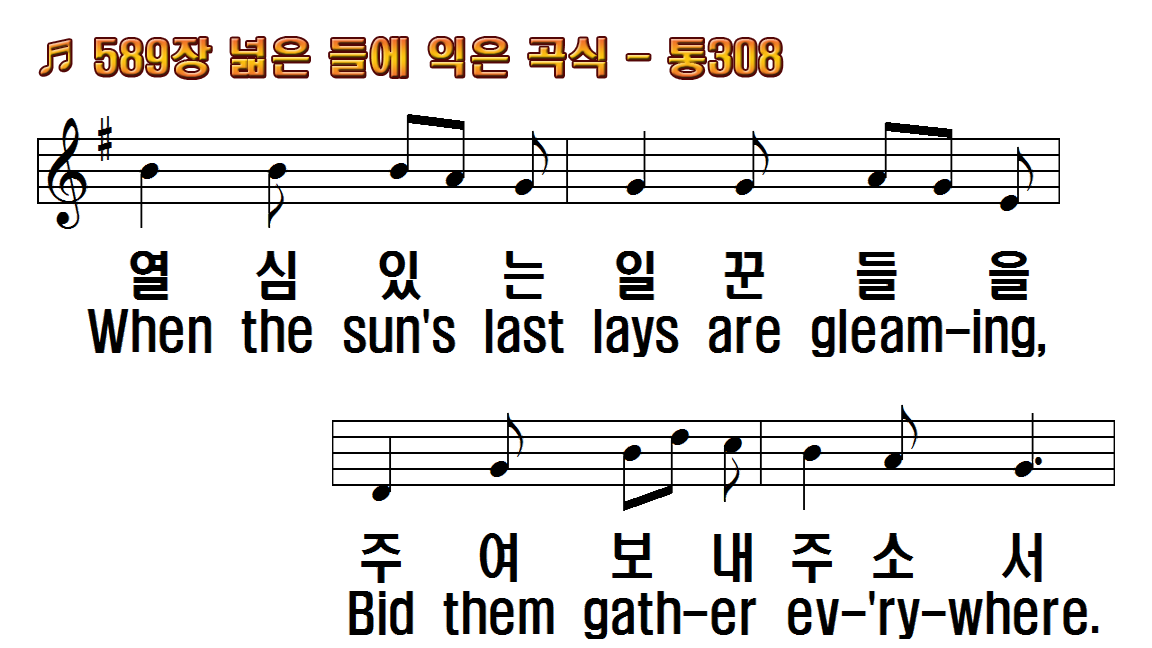 589장 넓은 들에 익은 곡식 - 통308
열 심 있 는 일 꾼 들 을
When the sun's last lays are gleam-ing,
주 여 보 내 주 소 서
Bid them gath-er ev-'ry-where.